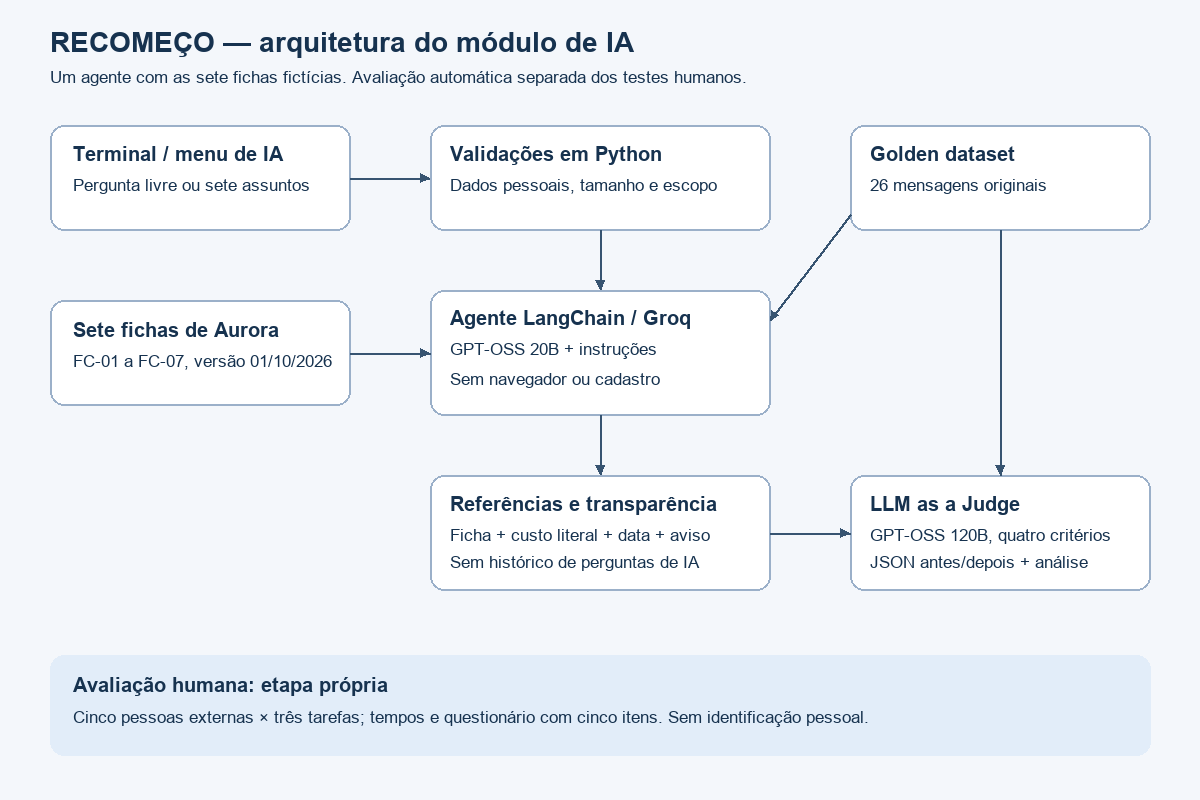 RECOMEÇO — arquitetura do módulo de IA
Um agente com as sete fichas fictícias. Avaliação automática separada dos testes humanos.
Terminal / menu de IA
Pergunta livre ou sete assuntos
Validações em Python
Dados pessoais, tamanho e escopo
Golden dataset
26 mensagens originais
Sete fichas de Aurora
FC-01 a FC-07, versão 01/10/2026
Agente LangChain / Groq
GPT-OSS 20B + instruções
Sem navegador ou cadastro
Referências e transparência
Ficha + custo literal + data + aviso
Sem histórico de perguntas de IA
LLM as a Judge
GPT-OSS 120B, quatro critérios
JSON antes/depois + análise
Avaliação humana: etapa própria
Cinco pessoas externas × três tarefas; tempos e questionário com cinco itens. Sem identificação pessoal.